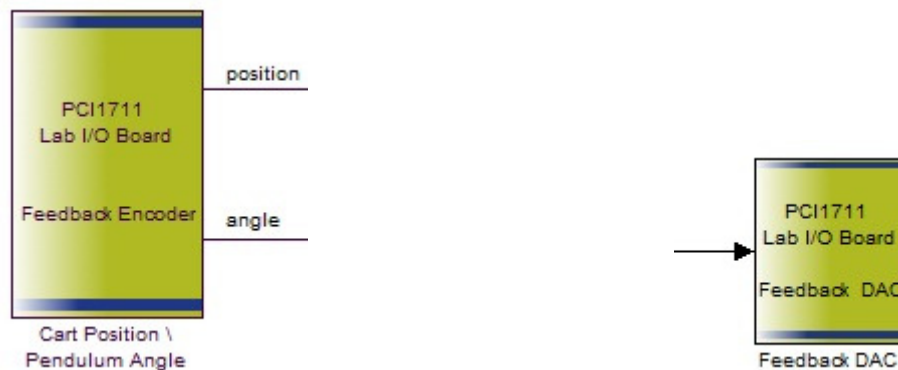 PCI1711
Lab I/O Board
Feedback Encoder
position
angle
Cart Position \
Pendulum Angle
PCI1711
Lab I/O Board
Feedback DAC
Feedback DAC